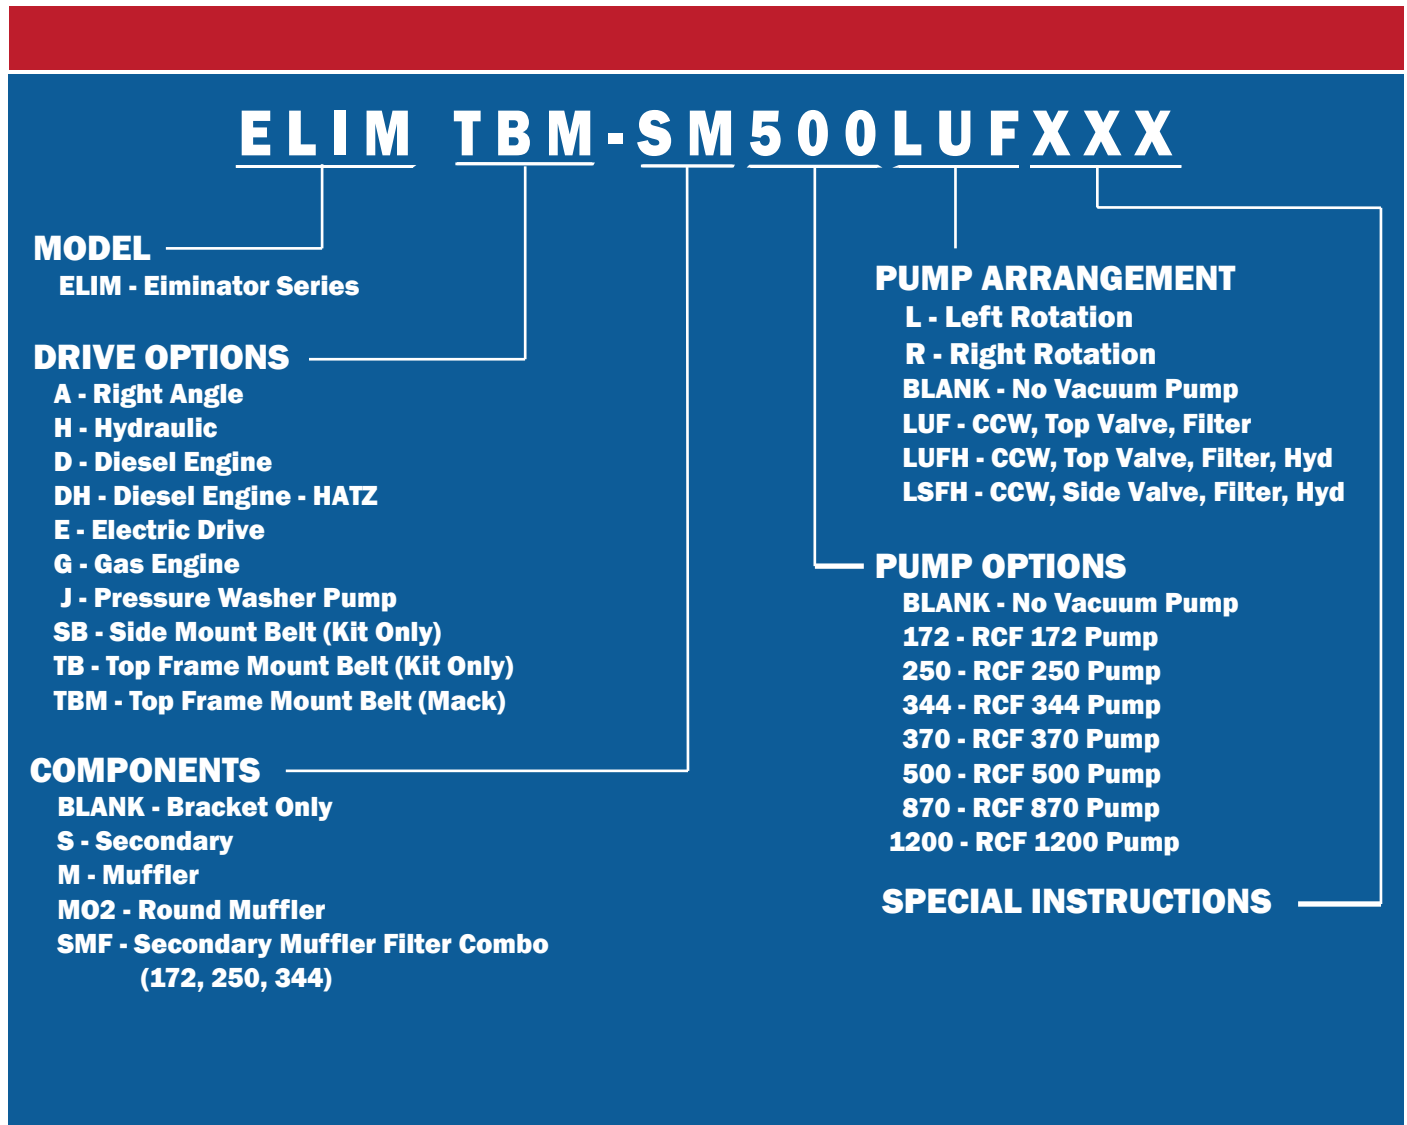 ELIM TBM-SM500LUFXXX
MODEL
ELIM - Eiminator Series
DRIVE OPTIONS
A - Right Angle
H - Hydraulic
D - Diesel Engine
DH - Diesel Engine - HATZ
E - Electric Drive
G - Gas Engine
J - Pressure Washer Pump
SB - Side Mount Belt (Kit Only)
TB - Top Frame Mount Belt (Kit Only)
TBM - Top Frame Mount Belt (Mack)
COMPONENTS
BLANK - Bracket Only
S - Secondary
M - Muffler
MO2 - Round Muffler
SMF - Secondary Muffler Filter Combo
(172, 250, 344)
PUMP ARRANGEMENT
L - Left Rotation
R - Right Rotation
BLANK - No Vacuum Pump
LUF - CCW, Top Valve, Filter
LUFH - CCW, Top Valve, Filter, Hyd
LSFH - CCW, Side Valve, Filter, Hyd
PUMP OPTIONS
BLANK - No Vacuum Pump
172 - RCF 172 Pump
250 - RCF 250 Pump
344 - RCF 344 Pump
370 - RCF 370 Pump
500 - RCF 500 Pump
870 - RCF 870 Pump
1200 - RCF 1200 Pump
SPECIAL INSTRUCTIONS